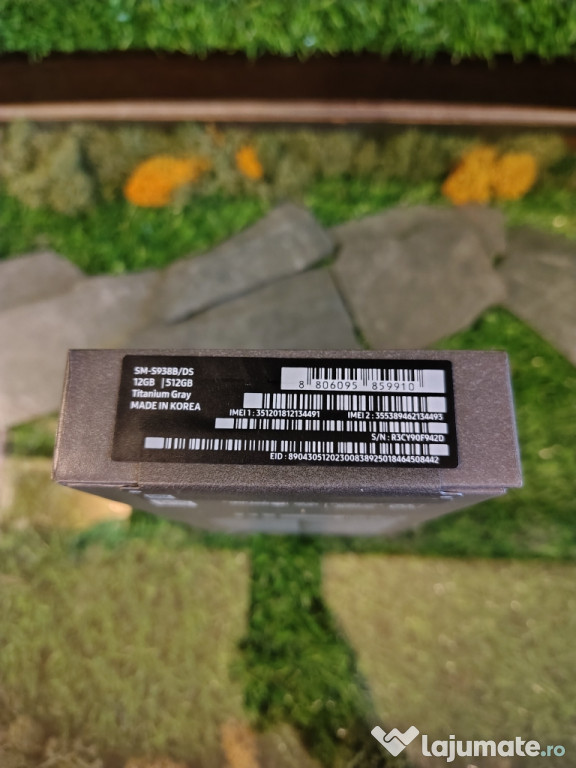 SM-S938B/DS
12GB | 512GB
Titanium Gray
MADE IN KOREA
8 806095 859910
IMEI 1 : 351201812134491 IMEI 2 : 355389462134493
S/N : R3CY90F942D
EID : 89043051202300838925018464508442
lajumate.ro